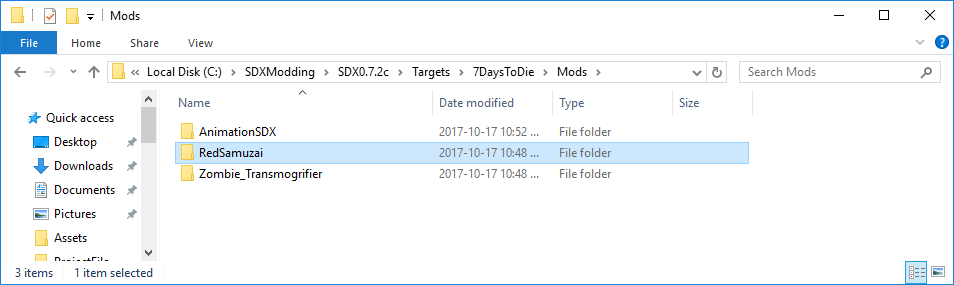 Mods
File Home Share View
Local Disk (C:) SDXModding SDX0.7.2c Targets 7DaysToDie Mods Search Mods
Name Date modified Type Size
Quick access
Desktop
Downloads
Documents
Pictures
Assets
AnimationSDX 2017-10-17 10:52 ... File folder
RedSamuzai 2017-10-17 10:48 ... File folder
Zombie_Transmogrifier 2017-10-17 10:48 ... File folder
3 items 1 item selected